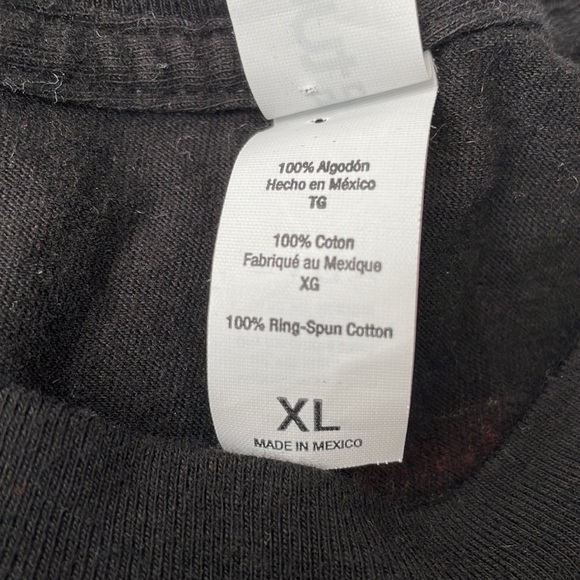 100% Algodón
Hecho en México
TG
100% Coton
Fabriqué au Mexique
XG
100% Ring-Spun Cotton
XL
MADE IN MEXICO